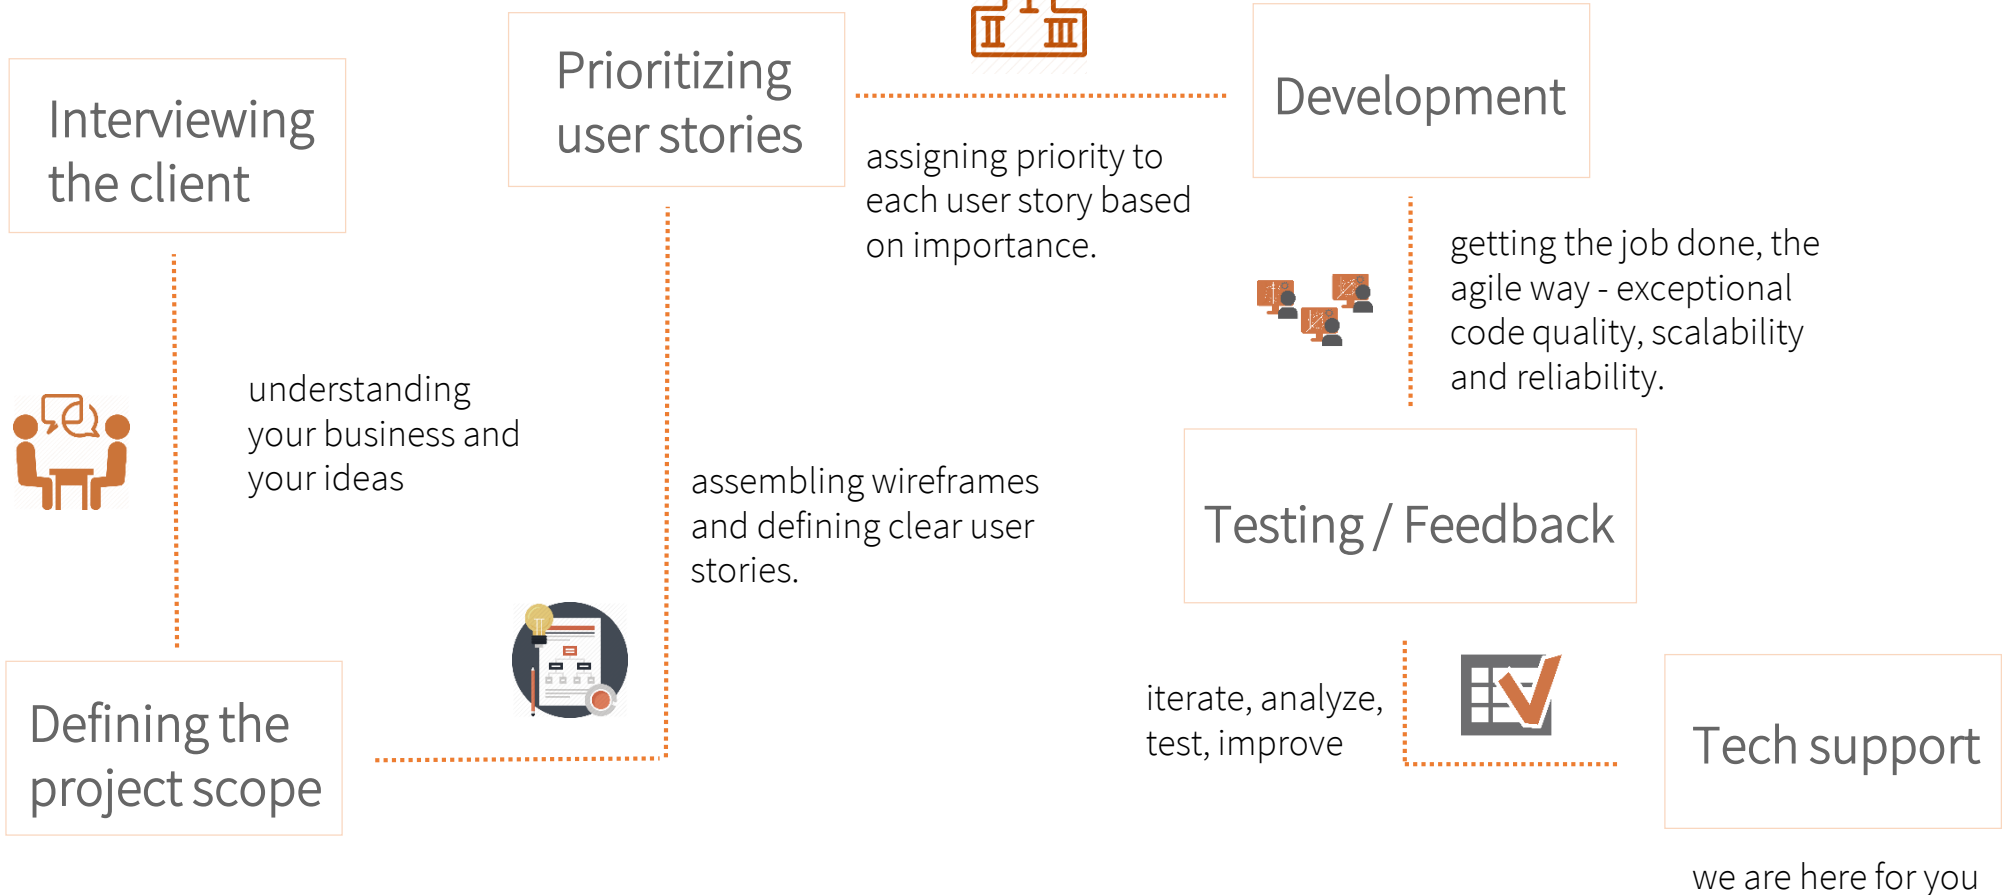 Interviewing
the client
understanding
your business and
your ideas
Defining the
project scope
assembling wireframes
and defining clear user
stories.
Prioritizing
user stories
I
II III
assigning priority to
each user story based
on importance.
Development
getting the job done, the
agile way - exceptional
code quality, scalability
and reliability.
Testing / Feedback
iterate, analyze,
test, improve
Tech support
we are here for you